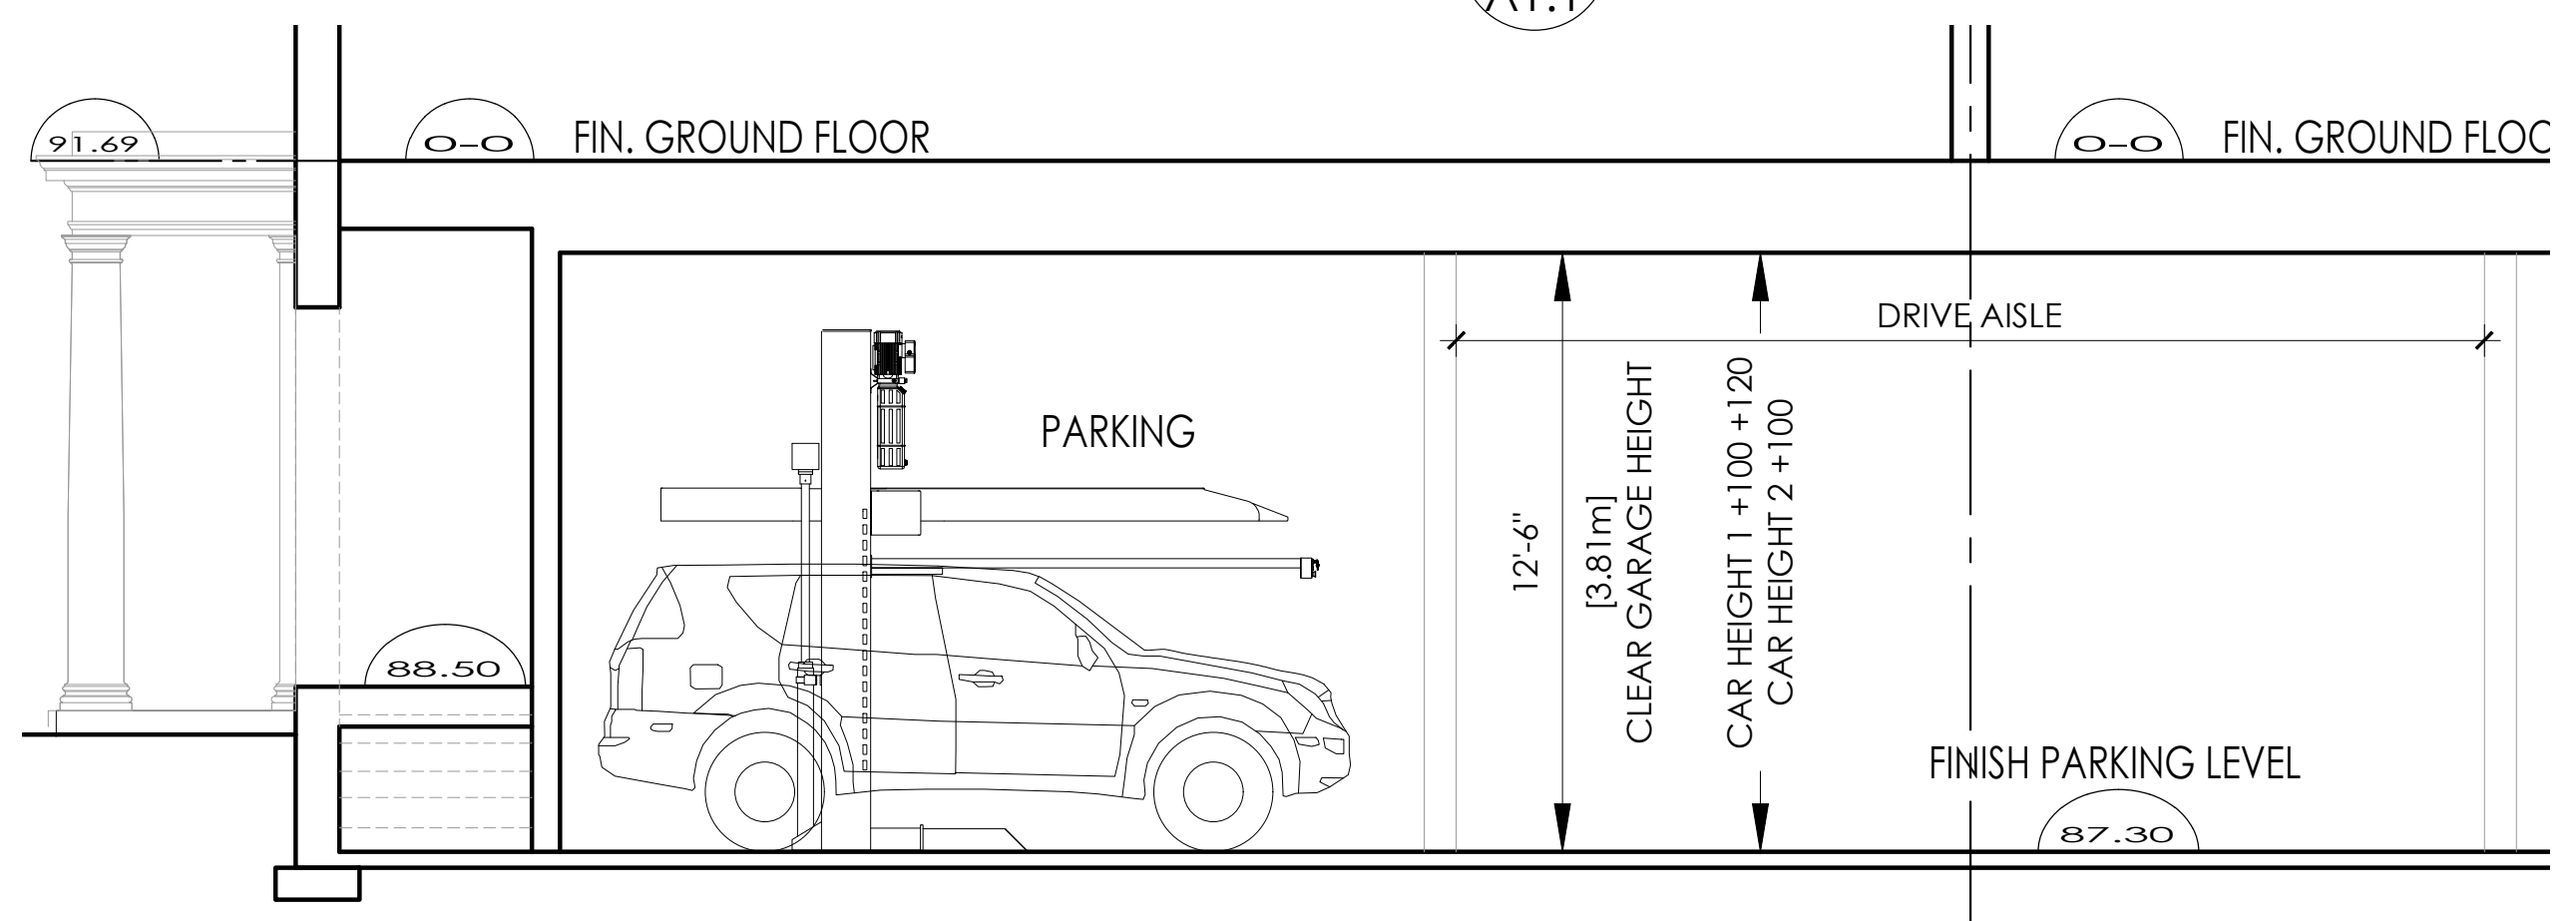 91.69
0-0
FIN. GROUND FLOOR
0-0
DRIVE AISLE
PARKING
12'-6"
[3.81m]
CLEAR GARAGE HEIGHT
CAR HEIGHT 1 +100 +120
CAR HEIGHT 2 +100
88.50
FINISH PARKING LEVEL
87.30
FIN. GROUND